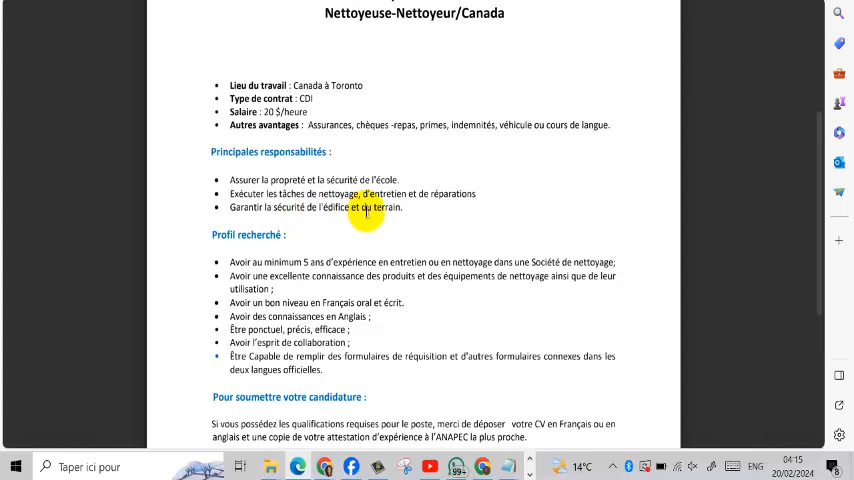 Nettoyeuse-Nettoyeur/Canada
• Lieu du travail : Canada à Toronto
• Type de contrat : CDI
• Salaire : 20 $/heure
• Autres avantages : Assurances, chèques -repas, primes, indemnités, véhicule ou cours de langue.
Principales responsabilités :
• Assurer la propreté et la sécurité de l'école.
• Exécuter les tâches de nettoyage, d'entretien et de réparations
• Garantir la sécurité de l'édifice et du terrain.
Profil recherché :
• Avoir au minimum 5 ans d'expérience en entretien ou en nettoyage dans une Société de nettoyage;
• Avoir une excellente connaissance des produits et des équipements de nettoyage ainsi que de leur
utilisation ;
• Avoir un bon niveau en Français oral et écrit.
• Avoir des connaissances en Anglais ;
• Être ponctuel, précis, efficace ;
• Avoir l'esprit de collaboration ;
• Être Capable de remplir des formulaires de réquisition et d'autres formulaires connexes dans les
deux langues officielles.
Pour soumettre votre candidature :
Si vous possédez les qualifications requises pour le poste, merci de déposer votre CV en Français ou en
anglais et une copie de votre attestation d'expérience à l'ANAPEC la plus proche.
Taper ici pour
99+
14°C
ENG
04:15
20/02/2024
8